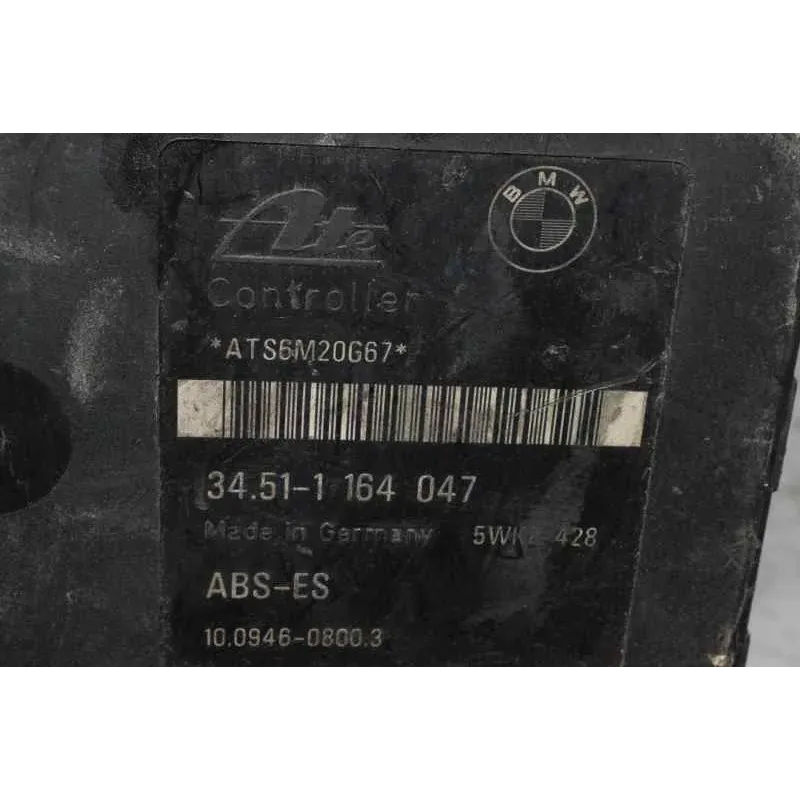 Ate
BMW
Controller
*ATS6M20G67*
34.51-1 164 047
Made in Germany
428
ABS-ES
10.0946-0800.3